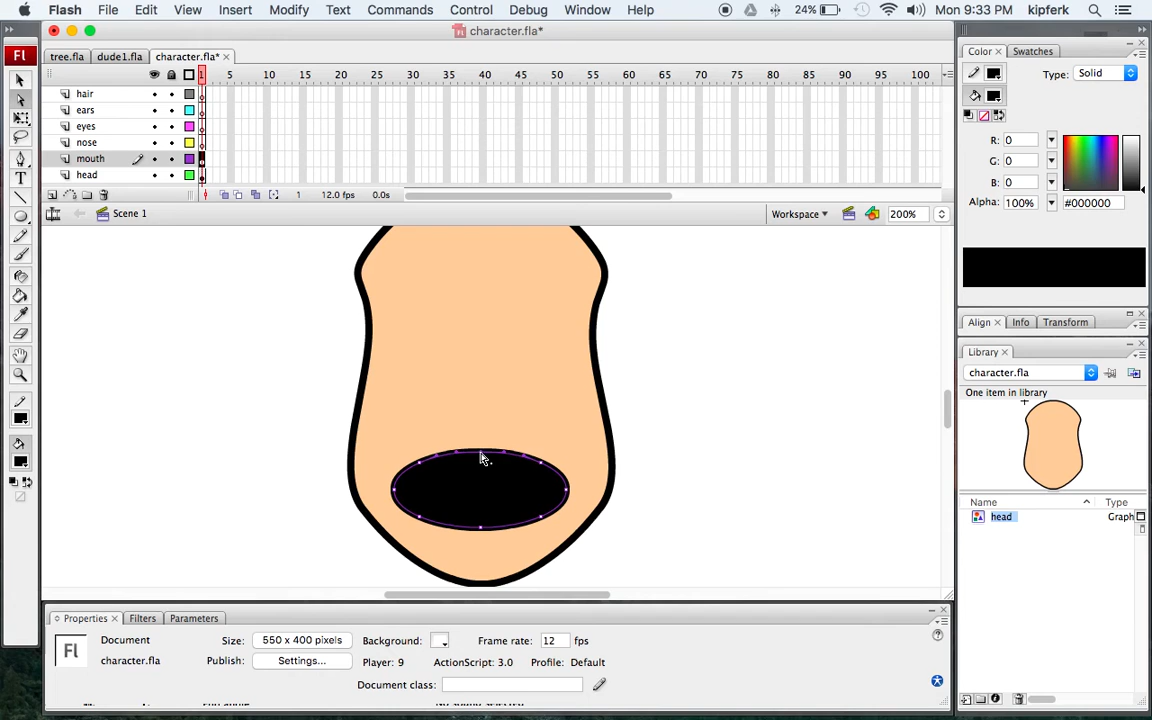 Flash File Edit View Insert Modify Text Commands Control Debug Window Help 24% Mon 9:33 PM kipferk
character.fla*
Fl tree.fla dude1.fla character.fla*
1 5 10 15 20 25 30 35 40 45 50 55 60 65 70 75 80 85 90 95 100
hair
ears
eyes
nose
mouth
head
1 12.0 fps 0.0s
Scene 1 Workspace 200%
Color Swatches
Type: Solid
R: 0
G: 0
B: 0
Alpha: 100% #000000
Align Info Transform
Library
character.fla
One item in library
Name Type
head Graph
Properties Filters Parameters
Fl Document Size: 550 x 400 pixels Background: Frame rate: 12 fps
character.fla Publish: Settings... Player: 9 ActionScript: 3.0 Profile: Default
Document class: